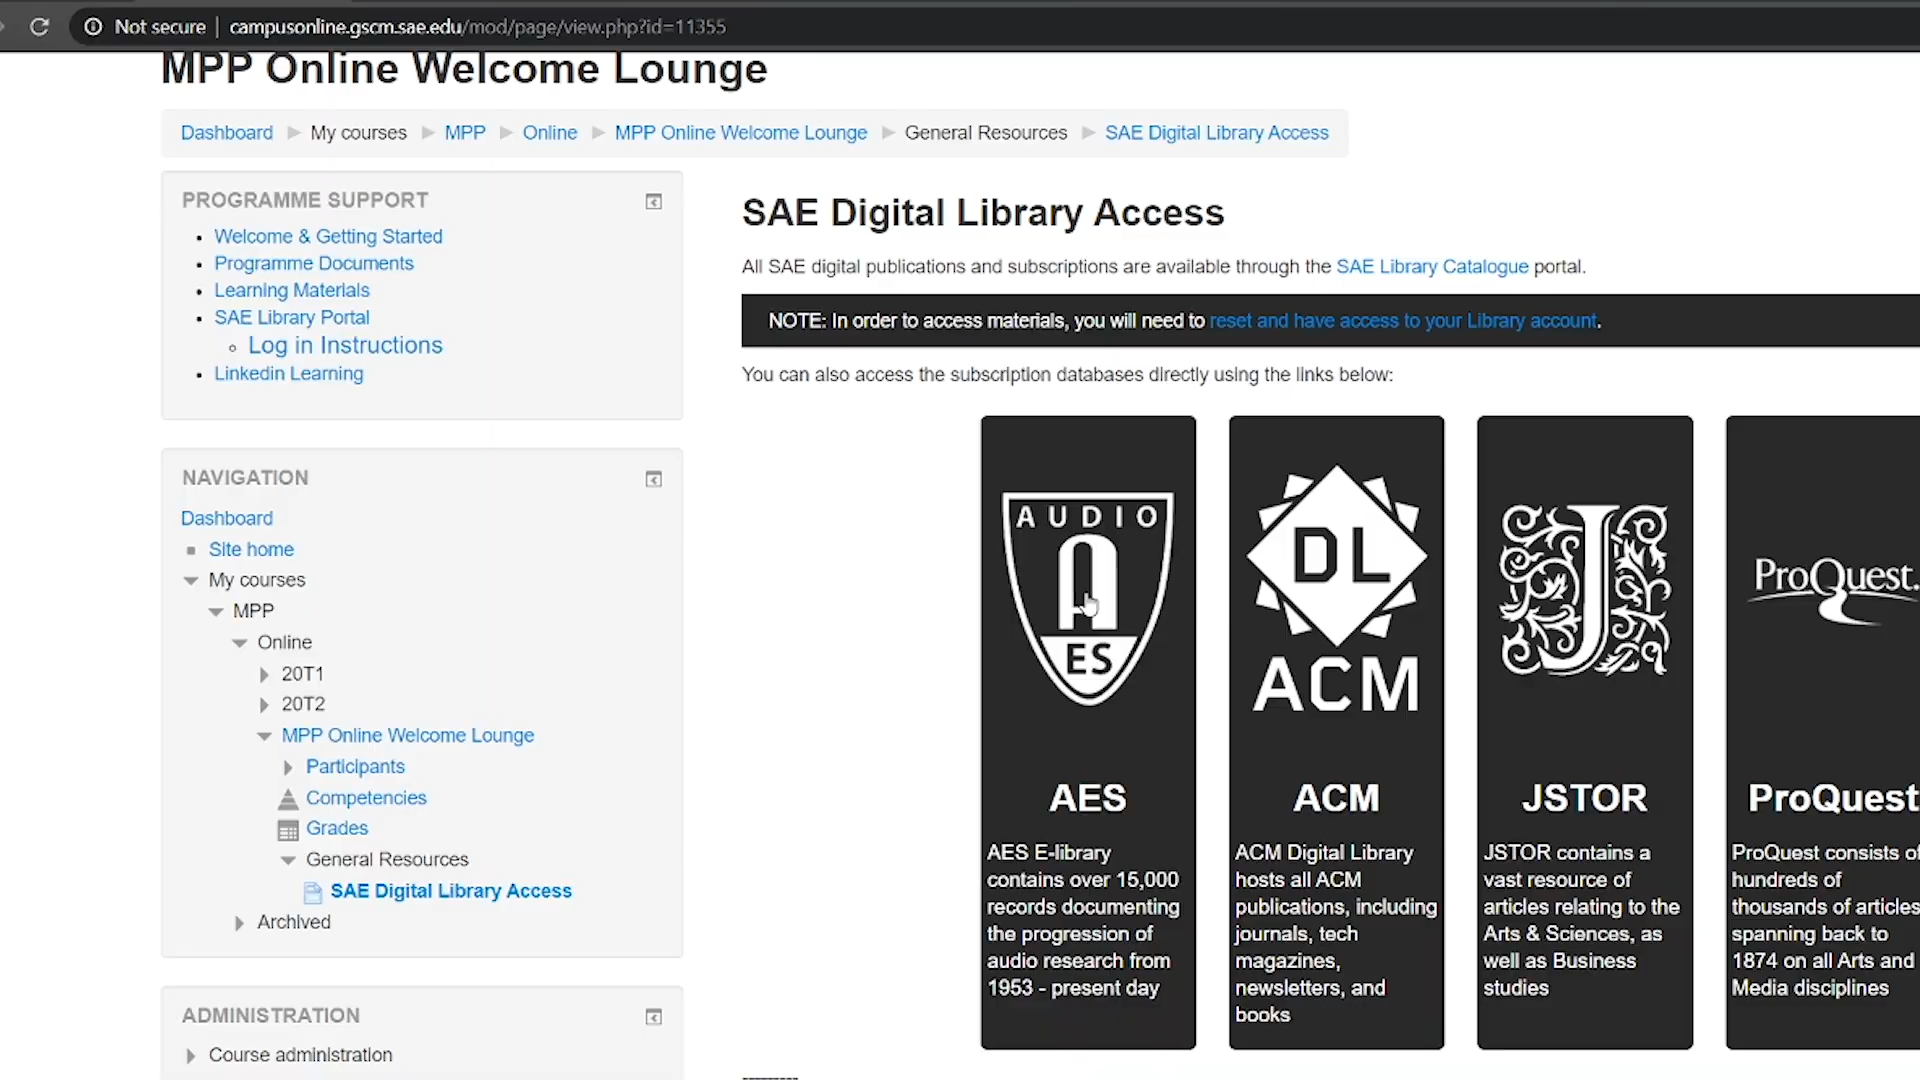 Not secure | campusonline.gscm.sae.edu/mod/page/view.php?id=11355
MPP Online Welcome Lounge
Dashboard My courses MPP Online MPP Online Welcome Lounge General Resources SAE Digital Library Access
PROGRAMME SUPPORT
Welcome & Getting Started
Programme Documents
Learning Materials
SAE Library Portal
Log in Instructions
Linkedin Learning
NAVIGATION
Dashboard
Site home
My courses
MPP
Online
20T1
20T2
MPP Online Welcome Lounge
Participants
Competencies
Grades
General Resources
SAE Digital Library Access
Archived
ADMINISTRATION
Course administration
SAE Digital Library Access
All SAE digital publications and subscriptions are available through the SAE Library Catalogue portal.
NOTE: In order to access materials, you will need to reset and have access to your Library account.
You can also access the subscription databases directly using the links below:
AUDIO
A
ES
AES
AES E-library
contains over 15,000
records documenting
the progression of
audio research from
1953 - present day
DL
ACM
ACM
ACM Digital Library
hosts all ACM
publications, including
journals, tech
magazines,
newsletters, and
books
J
JSTOR
JSTOR contains a
vast resource of
articles relating to the
Arts & Sciences, as
well as Business
studies
ProQuest.
ProQuest
ProQuest consists of
hundreds of
thousands of articles
spanning back to
1874 on all Arts and
Media disciplines